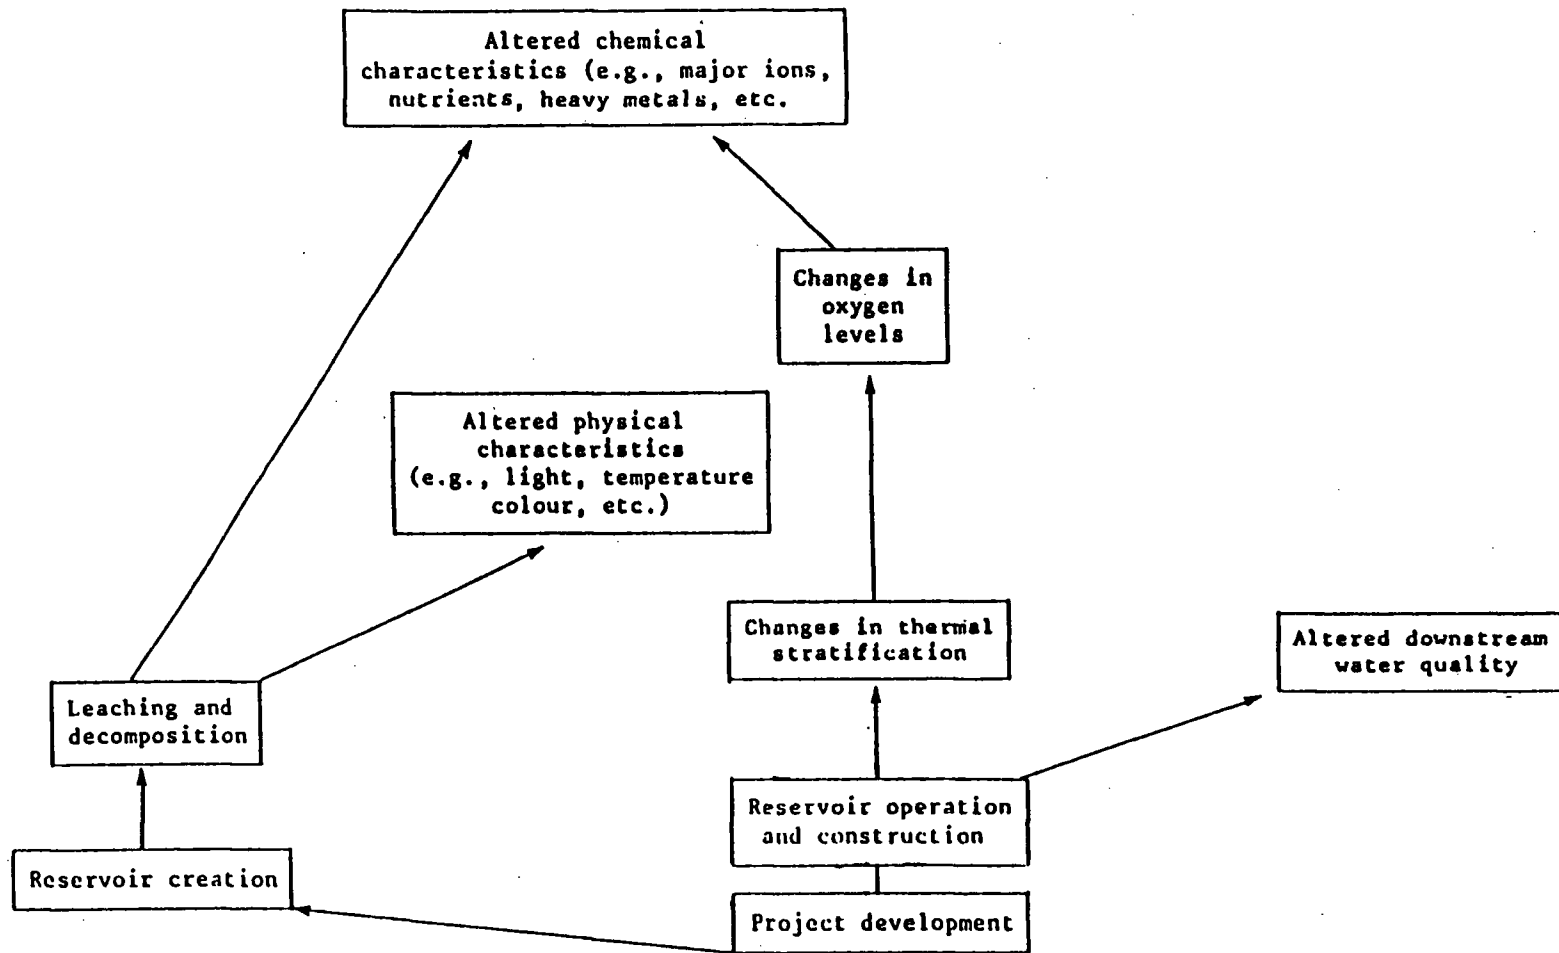 Altered chemical
characteristics (e.g., major ions,
nutrients, heavy metals, etc.
Changes in
oxygen
levels
Altered physical
characteristics
(e.g., light, temperature
colour, etc.)
Changes in thermal
stratification
Altered downstream
water quality
Leaching and
decomposition
Reservoir operation
and construction
Reservoir creation
Project development